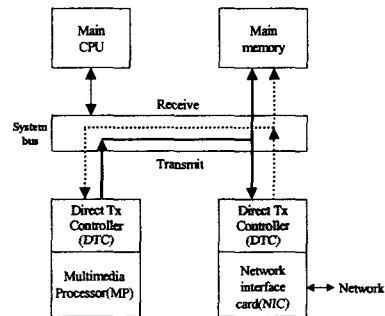 Main
CPU
Main
memory
Receive
System
bus
Transmit
Direct Tx
Controller
(DTC)
Direct Tx
Controller
(DTC)
Multimedia
Processor(MP)
Network
interface
card(NIC)
Network